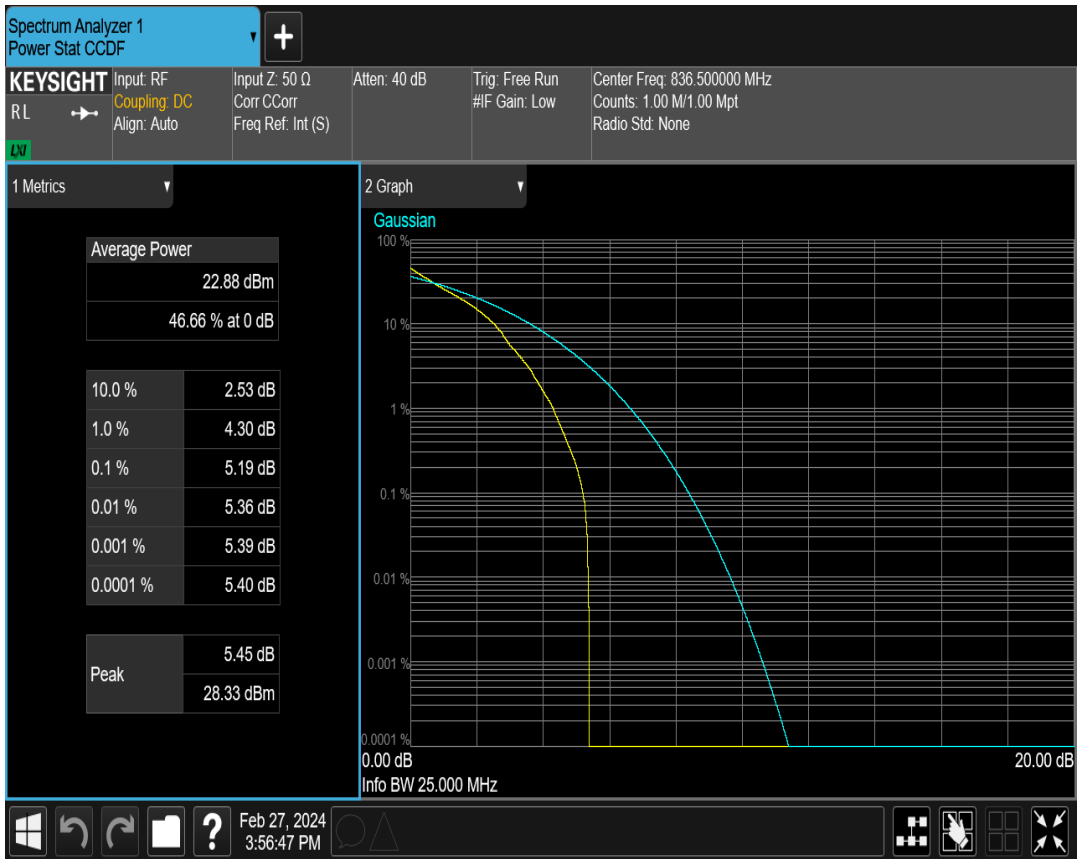 Spectrum Analyzer 1
Power Stat CCDF
+
KEYSIGHT
RL
LXI
Input: RF
Coupling: DC
Align: Auto
Input Z: 50 Ω
Corr CCorr
Freq Ref: Int (S)
Atten: 40 dB
Trig: Free Run
#IF Gain: Low
Center Freq: 836.500000 MHz
Counts: 1.00 M/1.00 Mpt
Radio Std: None
1 Metrics
Average Power
22.88 dBm
46.66 % at 0 dB
10.0 % 2.53 dB
1.0 % 4.30 dB
0.1 % 5.19 dB
0.01 % 5.36 dB
0.001 % 5.39 dB
0.0001 % 5.40 dB
Peak
5.45 dB
28.33 dBm
2 Graph
Gaussian
100 %
10 %
1 %
0.1 %
0.01 %
0.001 %
0.0001 %
0.00 dB 20.00 dB
Info BW 25.000 MHz
?
Feb 27, 2024
3:56:47 PM